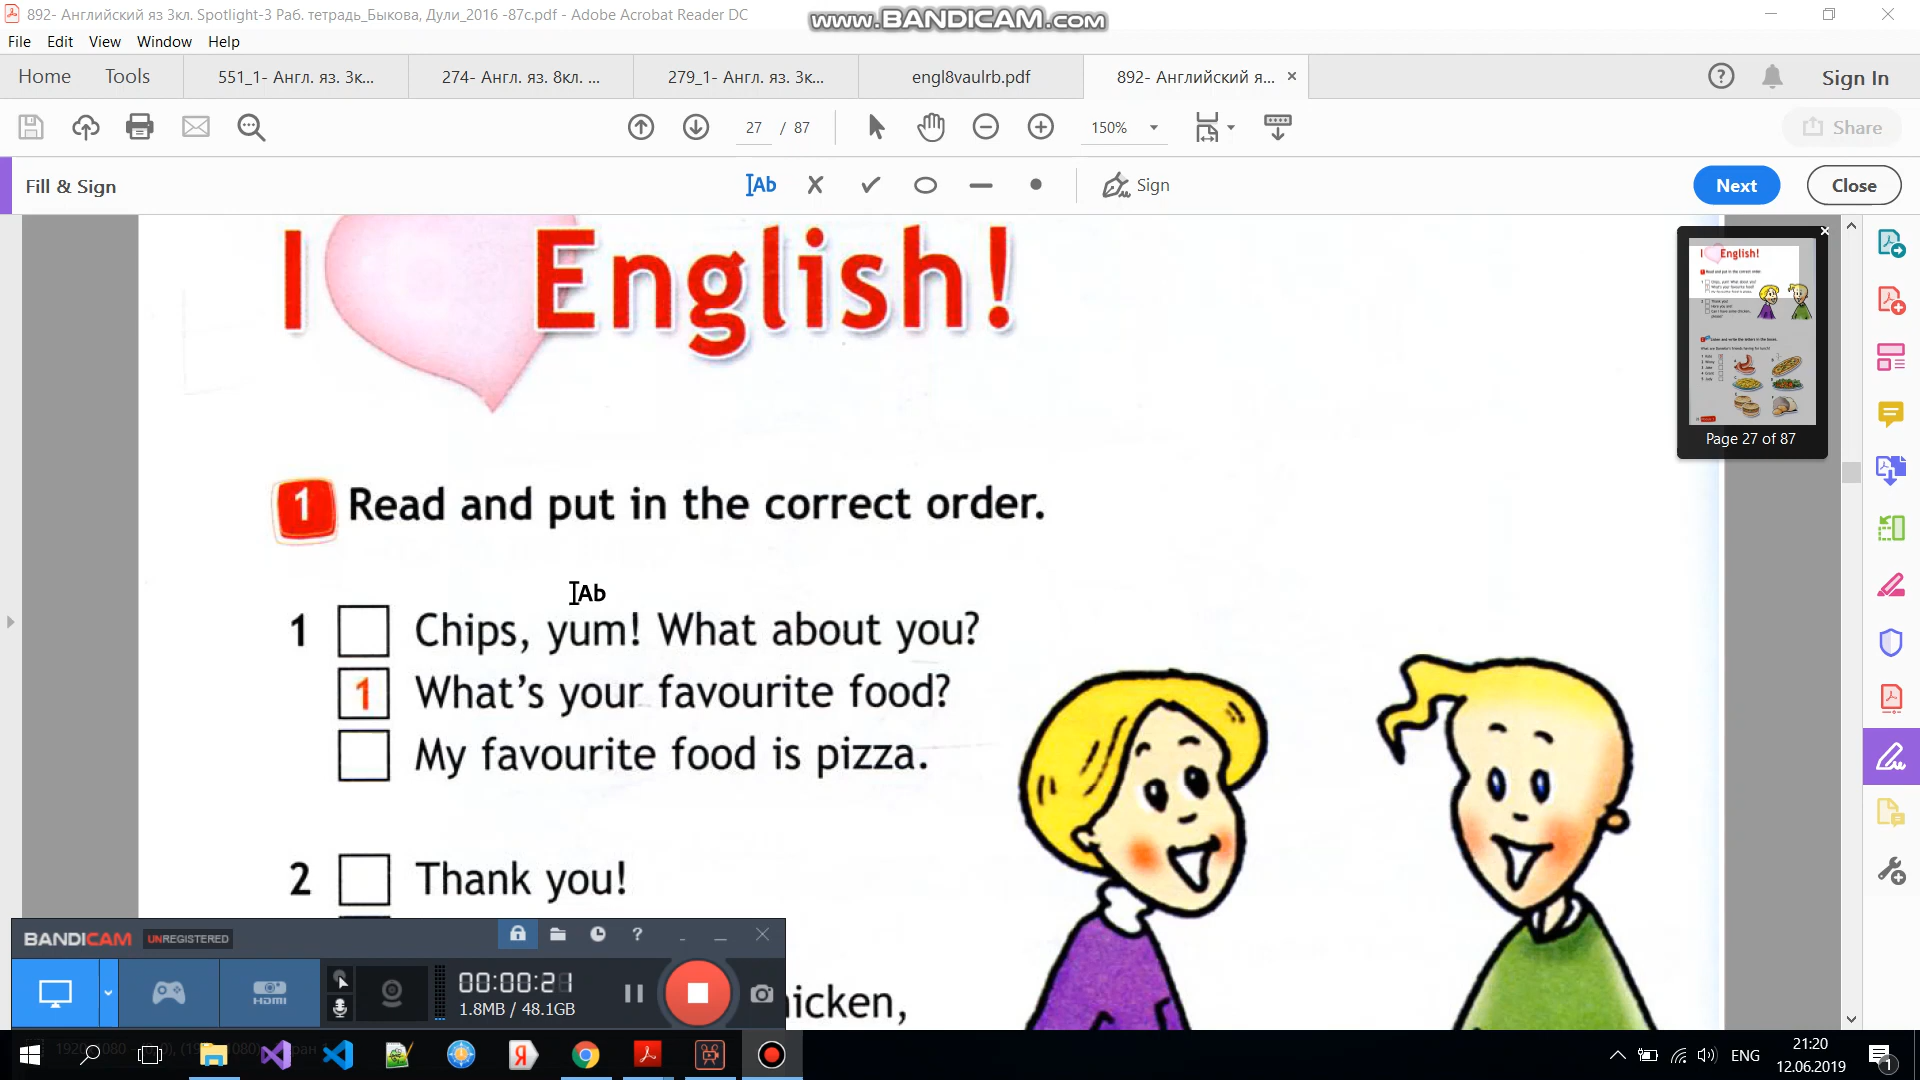 892- Английский яз 3кл. Spotlight-3 Раб. тетрадь_Быкова, Дули_2016 -87с.pdf - Adobe Acrobat Reader DC
www.BANDICAM.com
File Edit View Window Help
Home Tools 551_1- Англ. яз. 3к... 274- Англ. яз. 8кл. ... 279_1- Англ. яз. 3к... engl8vaulrb.pdf 892- Английский я... Sign In
27 / 87 150% Share
Fill & Sign Ab Sign Next Close
I English!
Page 27 of 87
1 Read and put in the correct order.
Ab
1 Chips, yum! What about you?
1 What's your favourite food?
My favourite food is pizza.
2 Thank you!
BANDICAM UNREGISTERED
HDMI 00:00:21
1.8MB / 48.1GB
hicken,
ENG 21:20
12.06.2019
1